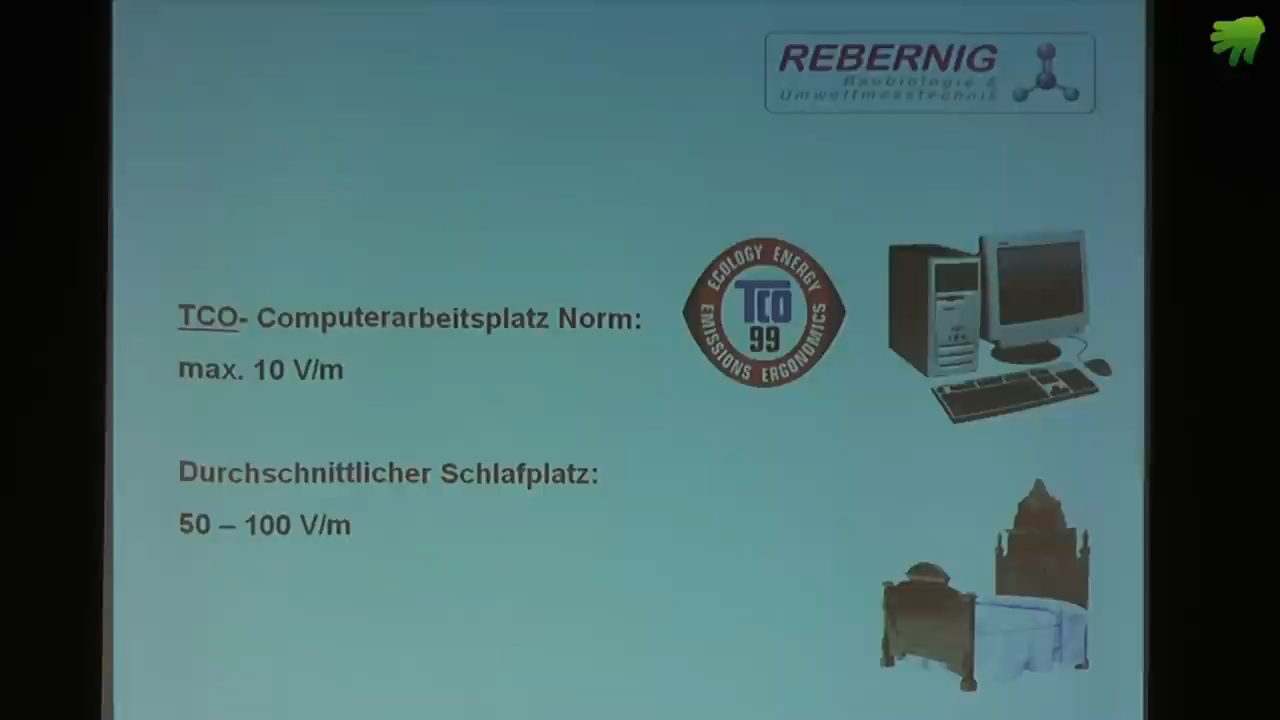 REBERNIG
Baubiologie &
Umweltmesstechnik
ECOLOGY ENERGY
TCO
99
EMISSIONS ERGONOMICS
TCO- Computerarbeitsplatz Norm:
max. 10 V/m
Durchschnittlicher Schlafplatz:
50 – 100 V/m